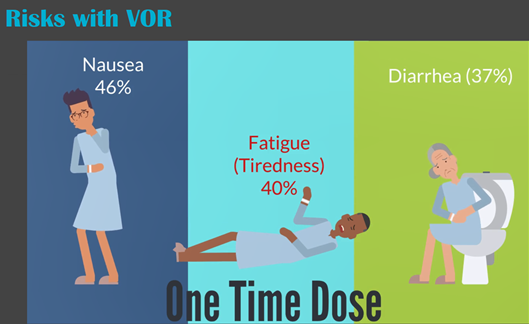 Risks with VOR
Nausea
46%
Fatigue
(Tiredness)
40%
Diarrhea (37%)
One Time Dose